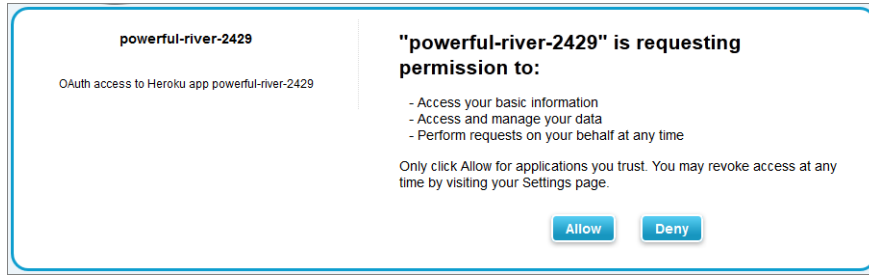 powerful-river-2429
OAuth access to Heroku app powerful-river-2429
"powerful-river-2429" is requesting
permission to:
- Access your basic information
- Access and manage your data
- Perform requests on your behalf at any time
Only click Allow for applications you trust. You may revoke access at any
time by visiting your Settings page.
Allow
Deny